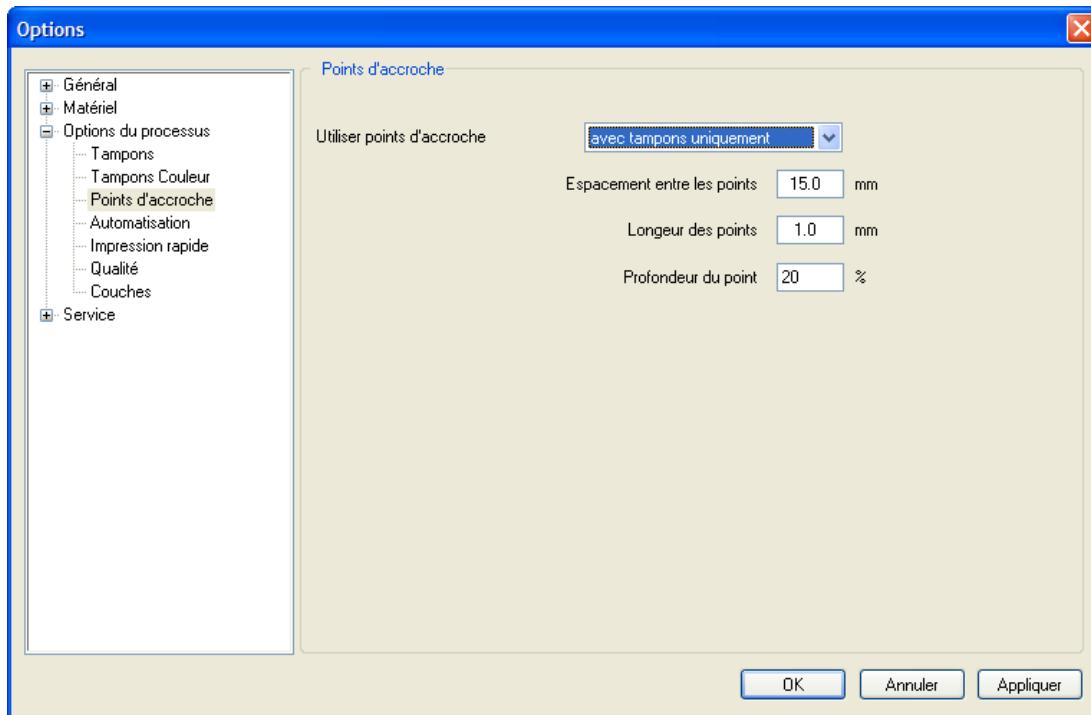 Options
Général
Matériel
Options du processus
Tampons
Tampons Couleur
Points d'accroche
Automatisation
Impression rapide
Qualité
Couches
Service
Points d'accroche
Utiliser points d'accroche avec tampons uniquement
Espacement entre les points 15.0 mm
Longeur des points 1.0 mm
Profondeur du point 20 %
OK Annuler Appliquer